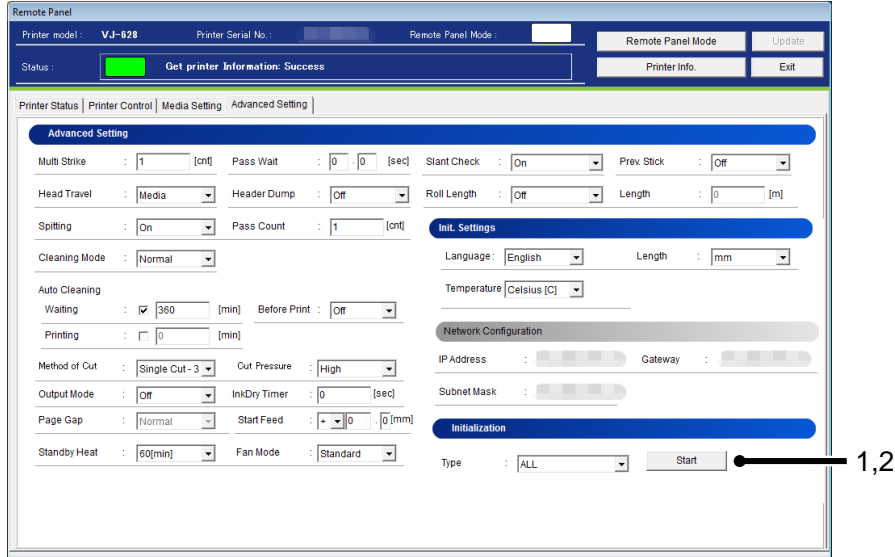 Remote Panel
Printer model : VJ-628 Printer Serial No. : Remote Panel Mode : Remote Panel Mode Update
Status : Get printer Information: Success Printer Info. Exit
Printer Status Printer Control Media Setting Advanced Setting
Advanced Setting
Multi Strike : 1 [cnt] Pass Wait : 0 . 0 [sec] Slant Check : On Prev. Stick : Off
Head Travel : Media Header Dump : Off Roll Length : Off Length : 0 [m]
Spitting : On Pass Count : 1 [cnt] Init. Settings
Cleaning Mode : Normal Language : English Length : mm
Auto Cleaning Temperature Celsius [C]
Waiting : 360 [min] Before Print : Off
Printing : 0 [min] Network Configuration
IP Address : Gateway :
Method of Cut : Single Cut - 3 Cut Pressure : High
Output Mode : Off InkDry Timer : 0 [sec] Subnet Mask :
Page Gap : Normal Start Feed : + 0 . 0 [mm] Initialization
Standby Heat : 60[min] Fan Mode : Standard Type : ALL Start 1,2